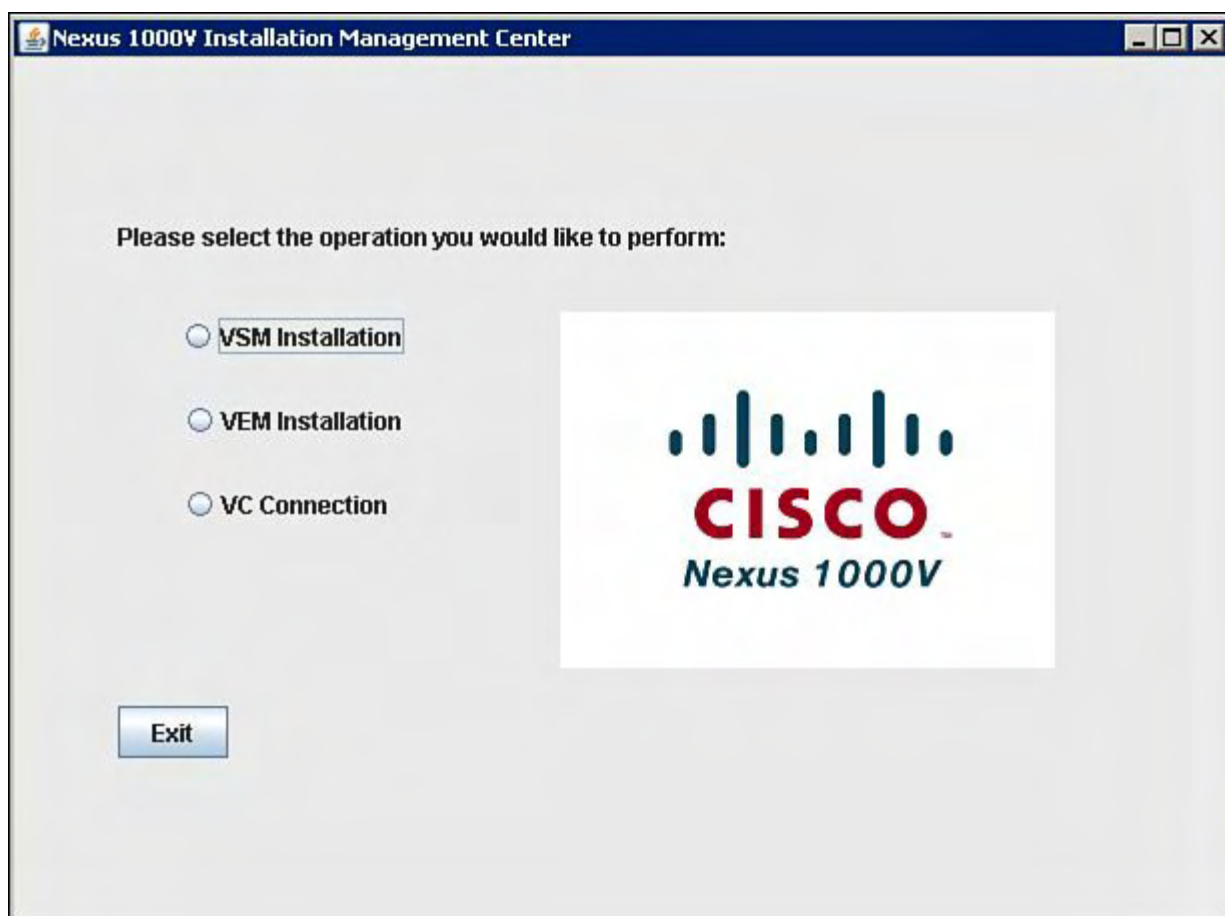 Nexus 1000V Installation Management Center
Please select the operation you would like to perform:
VSM Installation
VEM Installation
VC Connection
CISCO™
Nexus 1000V
Exit